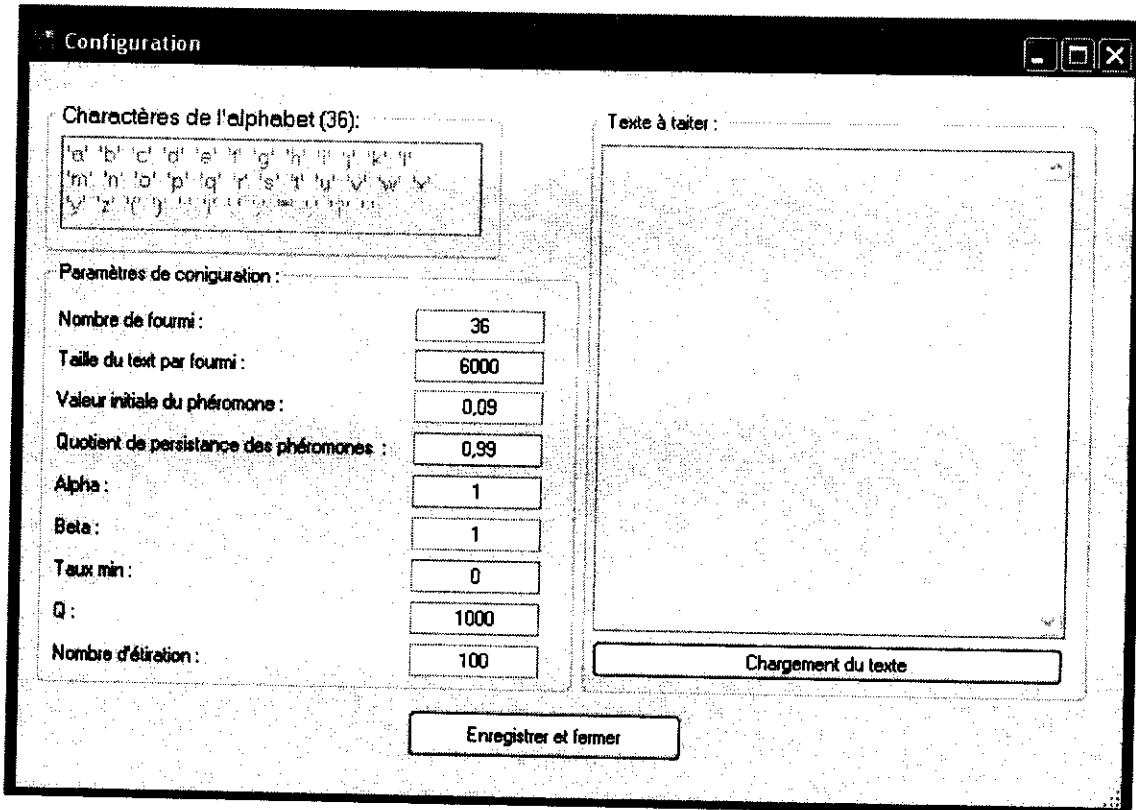 Configuration
Charactères de l'alphabet (36):
'a' 'b' 'c' 'd' 'e' 'f' 'g' 'h' 'i' 'j' 'k' 'l'
'm' 'n' 'o' 'p' 'q' 'r' 's' 't' 'u' 'v' 'w' 'x'
'y' 'z' '(' ')'
Paramètres de coniguration :
Nombre de fourmi : 36
Taille du text par fourmi : 6000
Valeur initiale du phéromone : 0,09
Quotient de persistance des phéromones : 0,99
Alpha : 1
Beta : 1
Taux min : 0
Q : 1000
Nombre d'étiration : 100
Texte à taiter :
Chargement du texte
Enregistrer et fermer